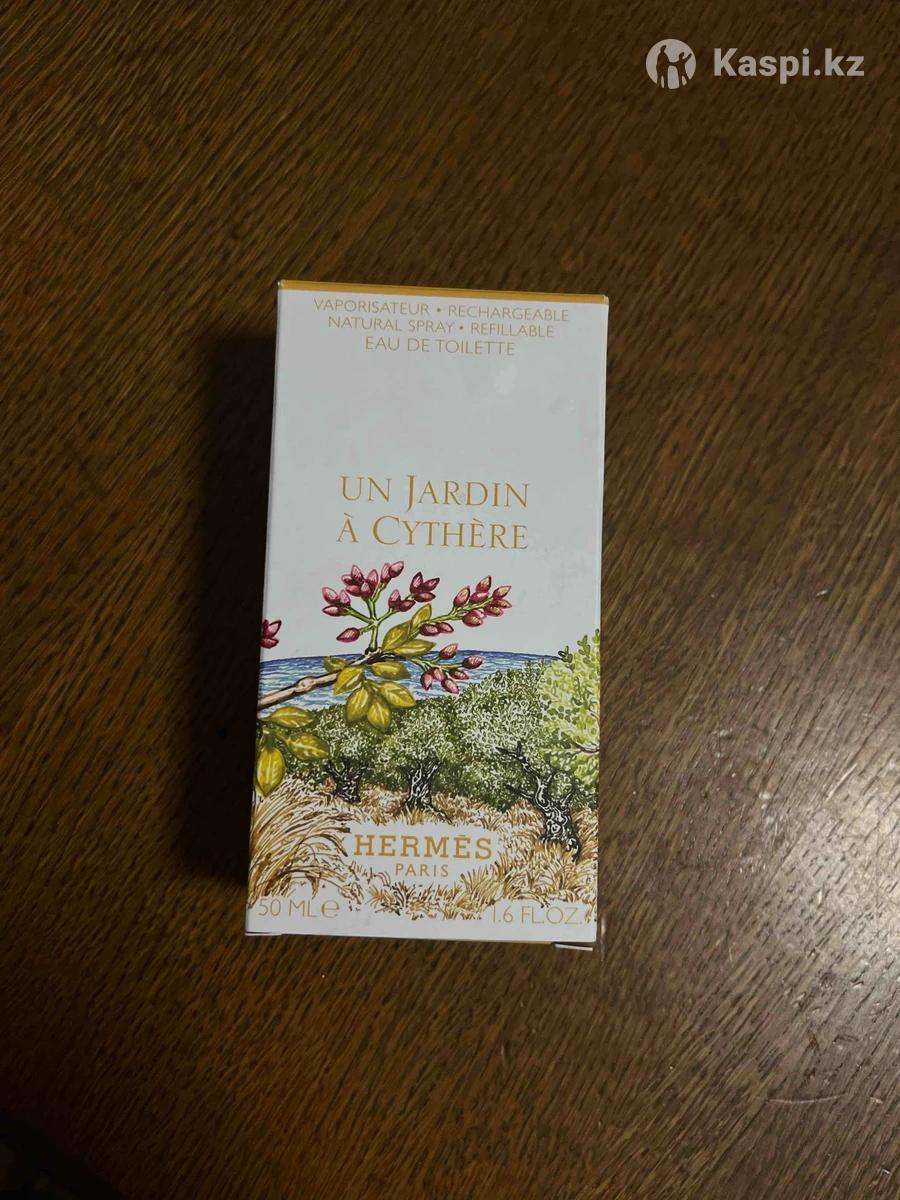 Kaspi.kz
VAPORISATEUR • RECHARGEABLE
NATURAL SPRAY • REFILLABLE
EAU DE TOILETTE
UN JARDIN
À CYTHÈRE
HERMÈS
PARIS
50 ML ℮ 1.6 FL.OZ.